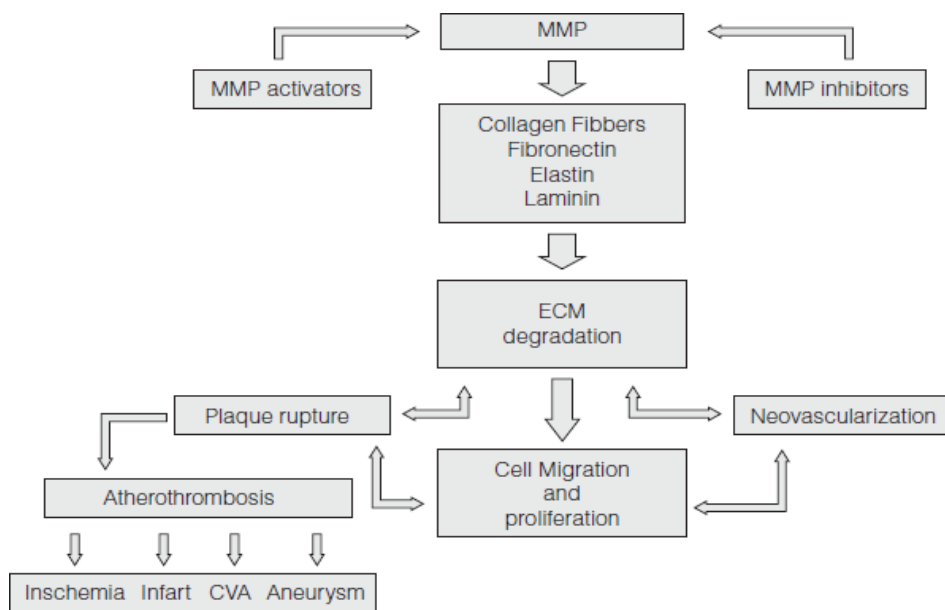 MMP
MMP activators
MMP inhibitors
Collagen Fibbers
Fibronectin
Elastin
Laminin
ECM
degradation
Plaque rupture
Neovascularization
Cell Migration
and
proliferation
Atherothrombosis
Inschemia Infart CVA Aneurysm